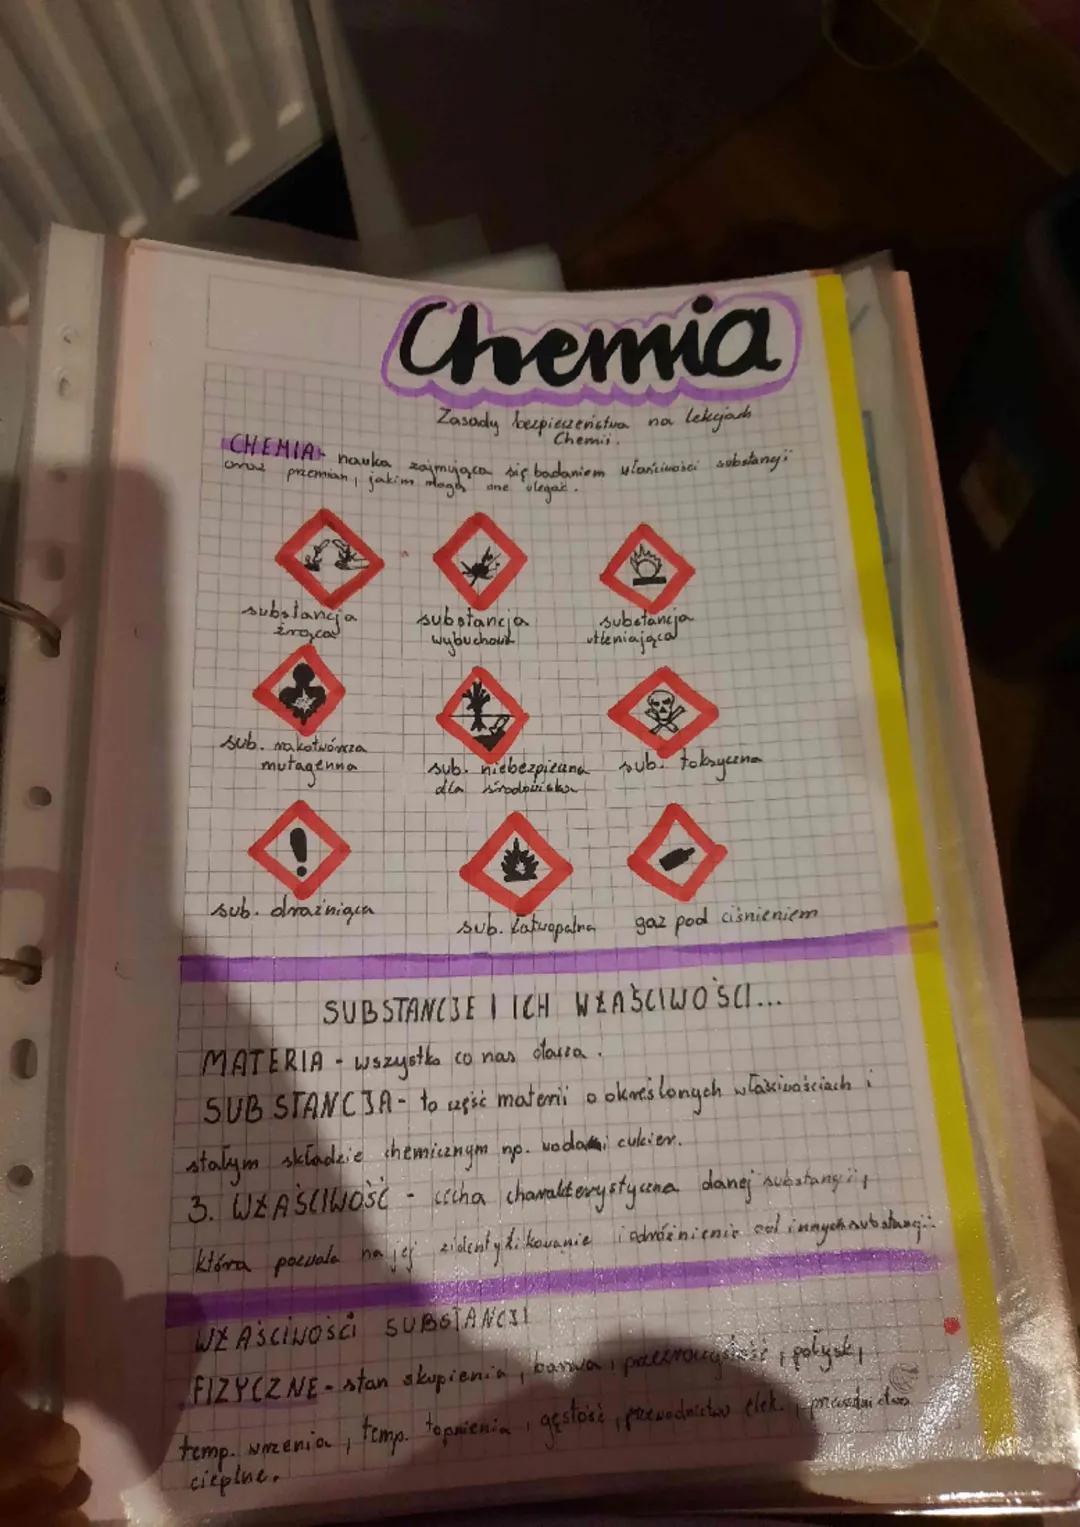 Chemia
Zasady bezpieczeństwa na lekcjach
Chemii.
CHEMIA - nauka zajmująca się badaniem właściwości substancji
oraz przemian, jakim mogą one ulegać.
substancja
żrąca
substancja
wybuchowa
substancja
utleniająca
sub. rakotwórcza
mutagenna
sub. niebezpieczna
dla środowiska
sub. toksyczna
sub. drażniąca
sub. łatwopalna
gaz pod ciśnieniem
SUBSTANCJE I ICH WŁAŚCIWOŚCI...
MATERIA - wszystko co nas otacza.
SUBSTANCJA - to część materii o określonych właściwościach i
stałym składzie chemicznym np. woda i cukier.
3. WŁAŚCIWOŚĆ - cecha charakterystyczna danej substancji,
która pozwala na jej zidentyfikowanie i odróżnienie od innych substancji.
WŁAŚCIWOŚCI SUBSTANCJI
FIZYCZNE - stan skupienia, barwa, przezroczystość, połysk,
temp. wrzenia, temp. topnienia, gęstość, przewodnictwo elek., przewodnictwo
cieplne.